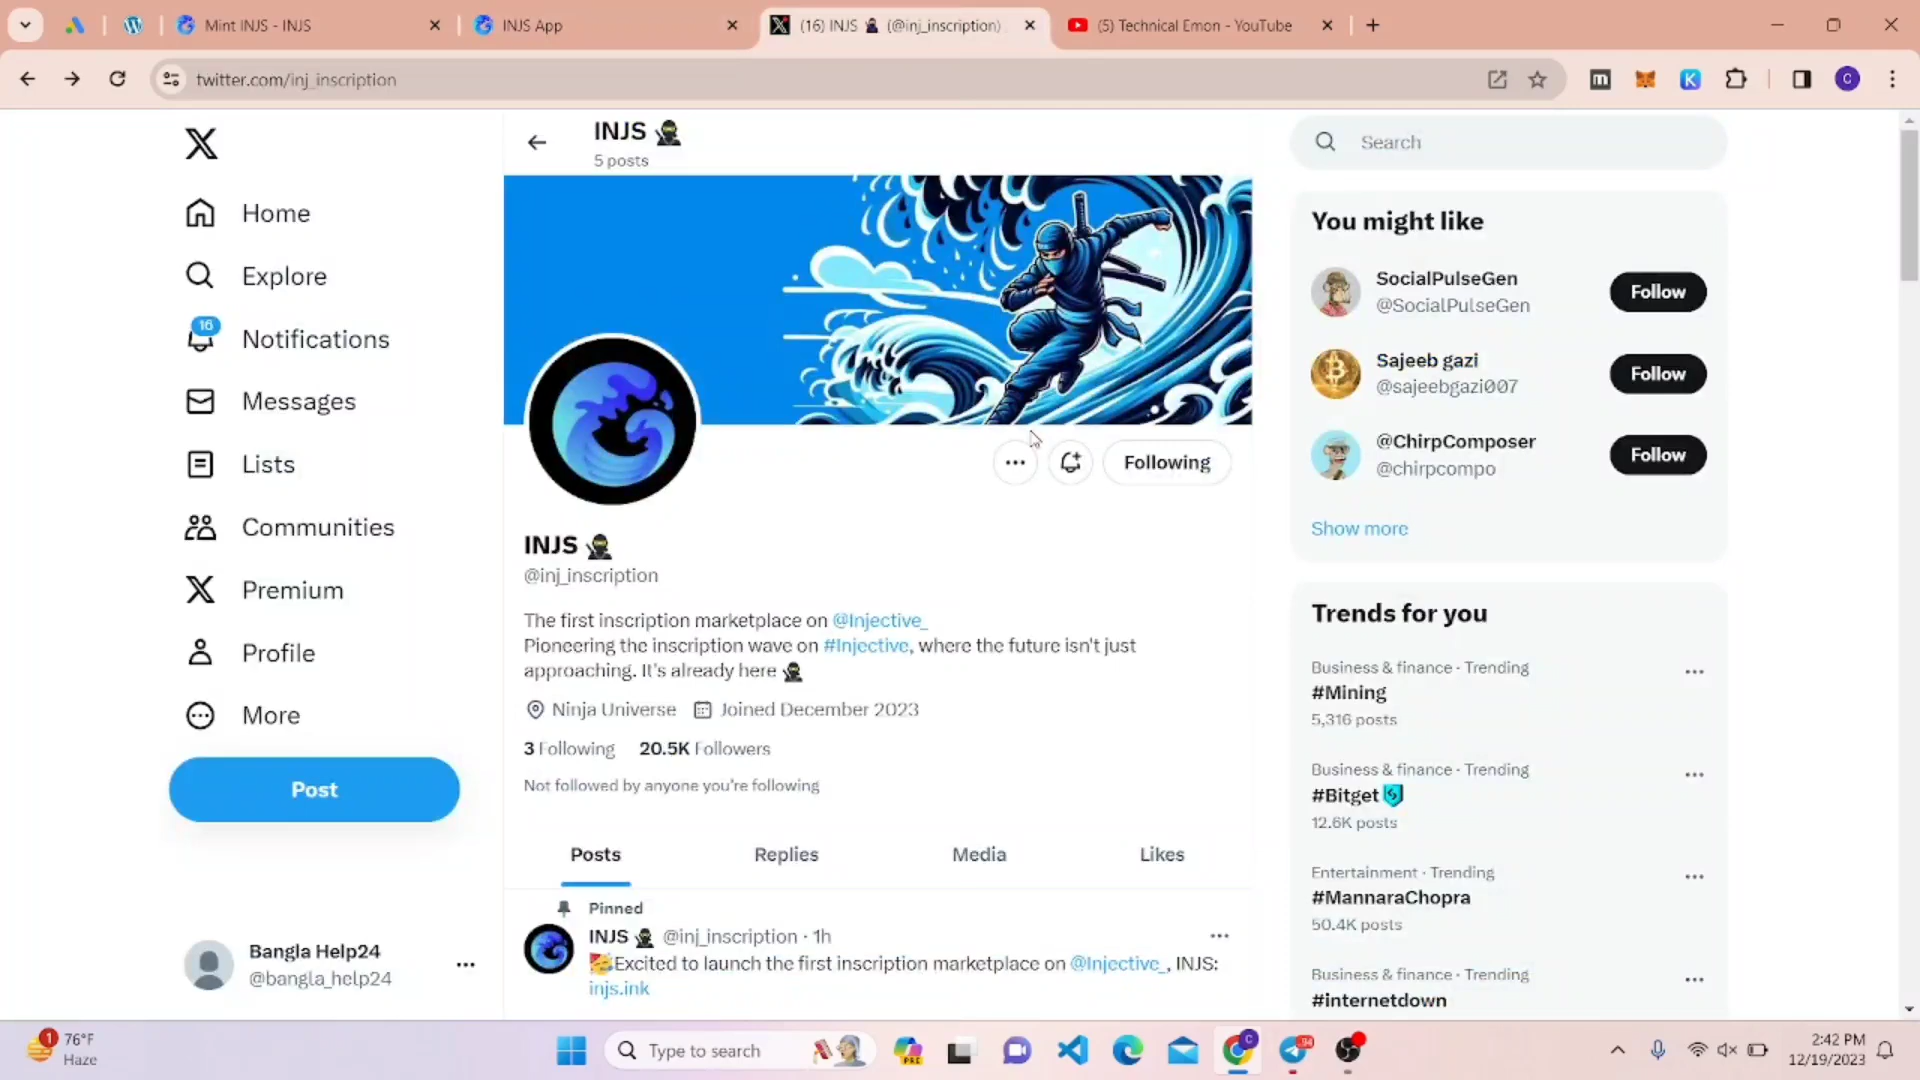 Mint INJS - INJS
INJS App
(16) INJS 🥷 (@inj_inscription)
(5) Technical Emon - YouTube
twitter.com/inj_inscription
m
K
C
INJS 🥷
5 posts
Search
Home
Explore
16
Notifications
Messages
Lists
Communities
Premium
Profile
More
Post
Bangla Help24
@bangla_help24
Following
INJS 🥷
@inj_inscription
The first inscription marketplace on @Injective_
Pioneering the inscription wave on #Injective, where the future isn't just
approaching. It's already here 🥷
Ninja Universe Joined December 2023
3 Following 20.5K Followers
Not followed by anyone you're following
Posts Replies Media Likes
Pinned
INJS 🥷 @inj_inscription · 1h
🥳Excited to launch the first inscription marketplace on @Injective_, INJS:
injs.ink
You might like
SocialPulseGen
@SocialPulseGen
Follow
Sajeeb gazi
@sajeebgazi007
Follow
@ChirpComposer
@chirpcompo
Follow
Show more
Trends for you
Business & finance · Trending
#Mining
5,316 posts
Business & finance · Trending
#Bitget
12.6K posts
Entertainment · Trending
#MannaraChopra
50.4K posts
Business & finance · Trending
#internetdown
1
76°F
Haze
Type to search
PRE
C
94
2:42 PM
12/19/2023